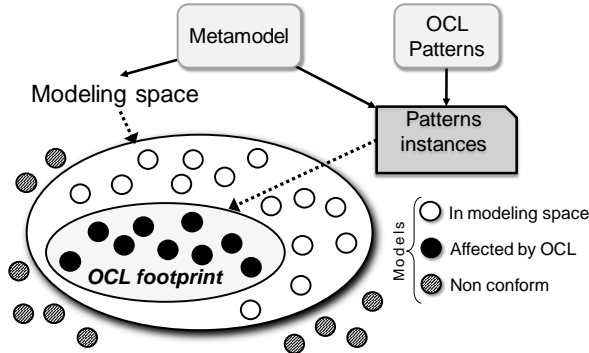 Metamodel
OCL
Patterns
Modeling space
Patterns
instances
OCL footprint
Models
In modeling space
Affected by OCL
Non conform